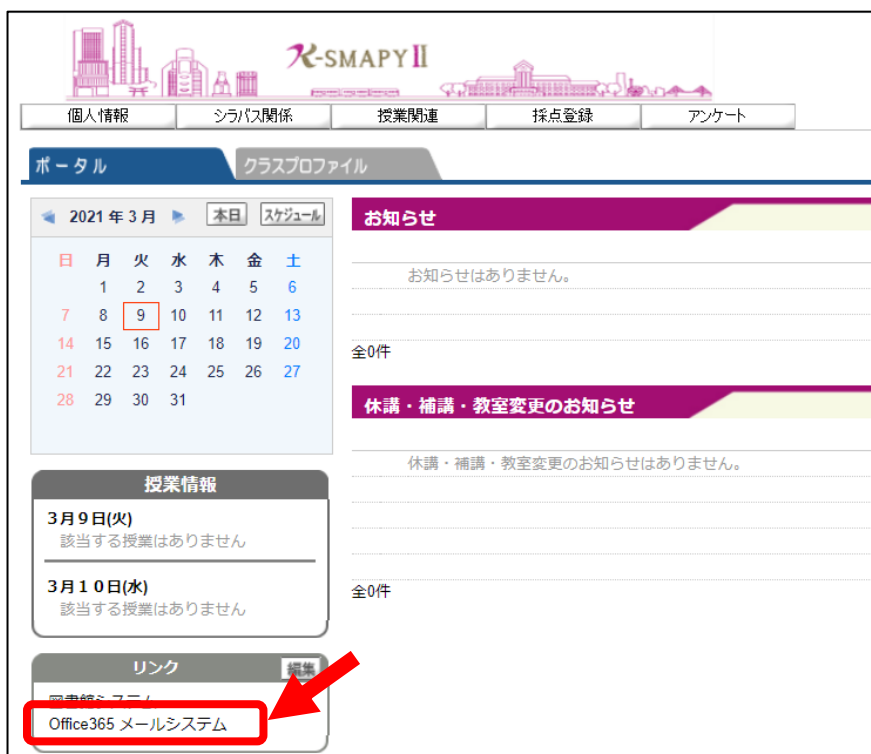 K-SMAPY II
個人情報 シラバス関係 授業関連 採点登録 アンケート
ポータル クラスプロファイル
2021 年 3 月 本日 スケジュール
日 月 火 水 木 金 土
1 2 3 4 5 6
7 8 9 10 11 12 13
14 15 16 17 18 19 20
21 22 23 24 25 26 27
28 29 30 31
授業情報
3月9日(火)
該当する授業はありません
3月10日(水)
該当する授業はありません
リンク 編集
図書館システム
Office365 メールシステム
お知らせ
お知らせはありません。
全0件
休講・補講・教室変更のお知らせ
休講・補講・教室変更のお知らせはありません。
全0件